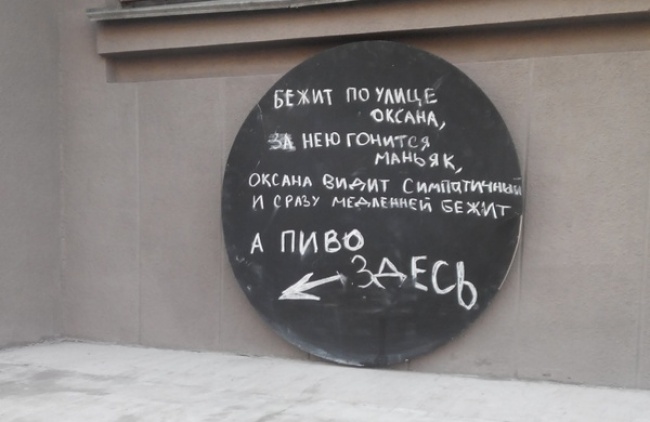 БЕЖИТ ПО УЛИЦЕ
ОКСАНА,
ЗА НЕЮ ГОНИТСЯ
МАНЬЯК,
ОКСАНА ВИДИТ СИМПАТИЧНЫЙ
И СРАЗУ МЕДЛЕННЕЙ БЕЖИТ
А ПИВО
ЗДЕСЬ